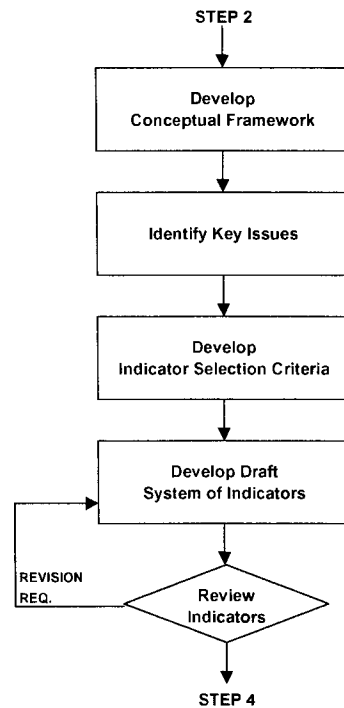 STEP 2
Develop
Conceptual Framework
Identify Key Issues
Develop
Indicator Selection Criteria
Develop Draft
System of Indicators
REVISION
REQ.
Review
Indicators
STEP 4